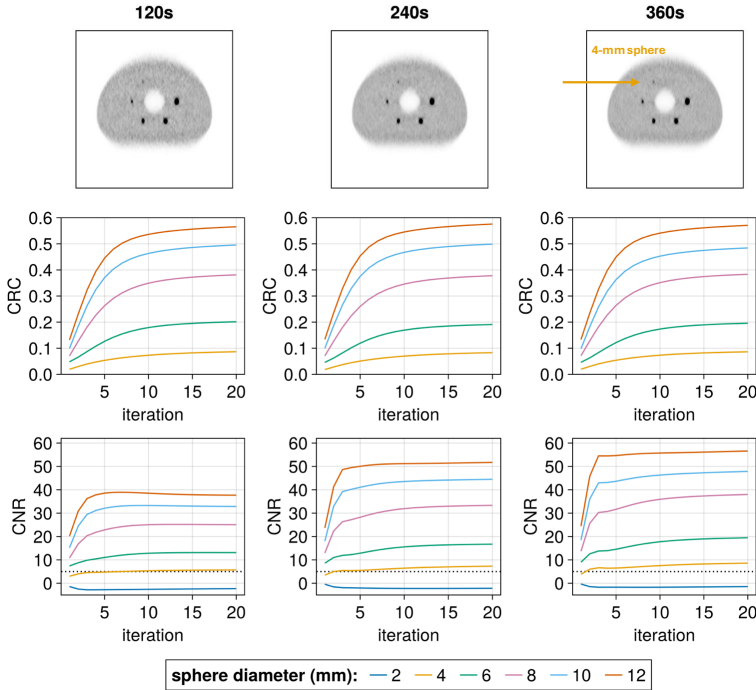 120s 240s 360s
4-mm sphere
0.6 0.6 0.6
0.5 0.5 0.5
0.4 0.4 0.4
CRC CRC CRC
0.3 0.3 0.3
0.2 0.2 0.2
0.1 0.1 0.1
0.0 0.0 0.0
5 10 15 20 5 10 15 20 5 10 15 20
iteration iteration iteration
60 60 60
50 50 50
40 40 40
CNR CNR CNR
30 30 30
20 20 20
10 10 10
0 0 0
5 10 15 20 5 10 15 20 5 10 15 20
iteration iteration iteration
sphere diameter (mm): 2 4 6 8 10 12